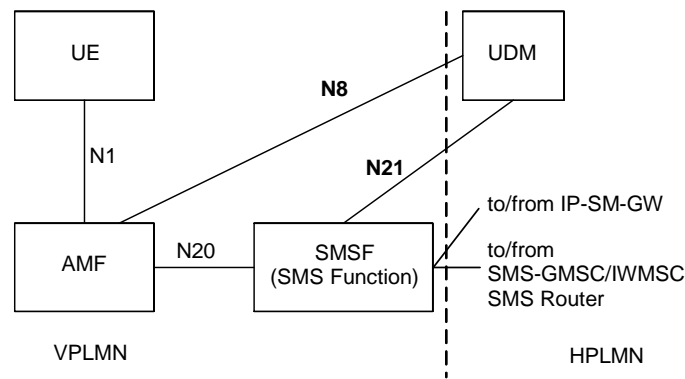 UE
UDM
N8
N1
N21
to/from IP-SM-GW
AMF
N20
SMSF
(SMS Function)
to/from
SMS-GMSC/IWMSC
SMS Router
VPLMN
HPLMN